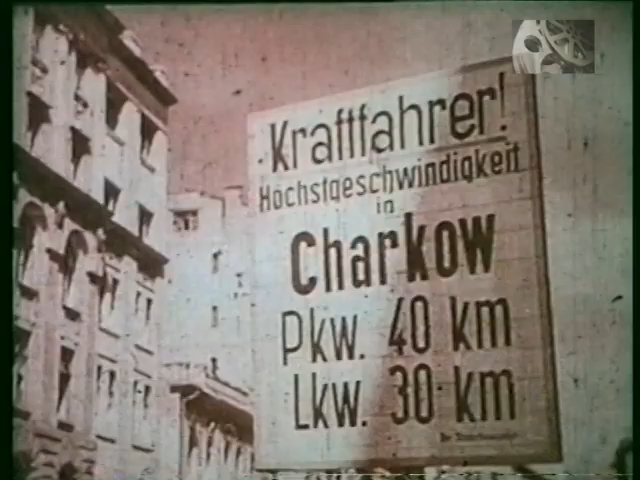 Kraftfahrer!
Höchstgeschwindigkeit
in
Charkow
Pkw. 40 km
Lkw. 30 km